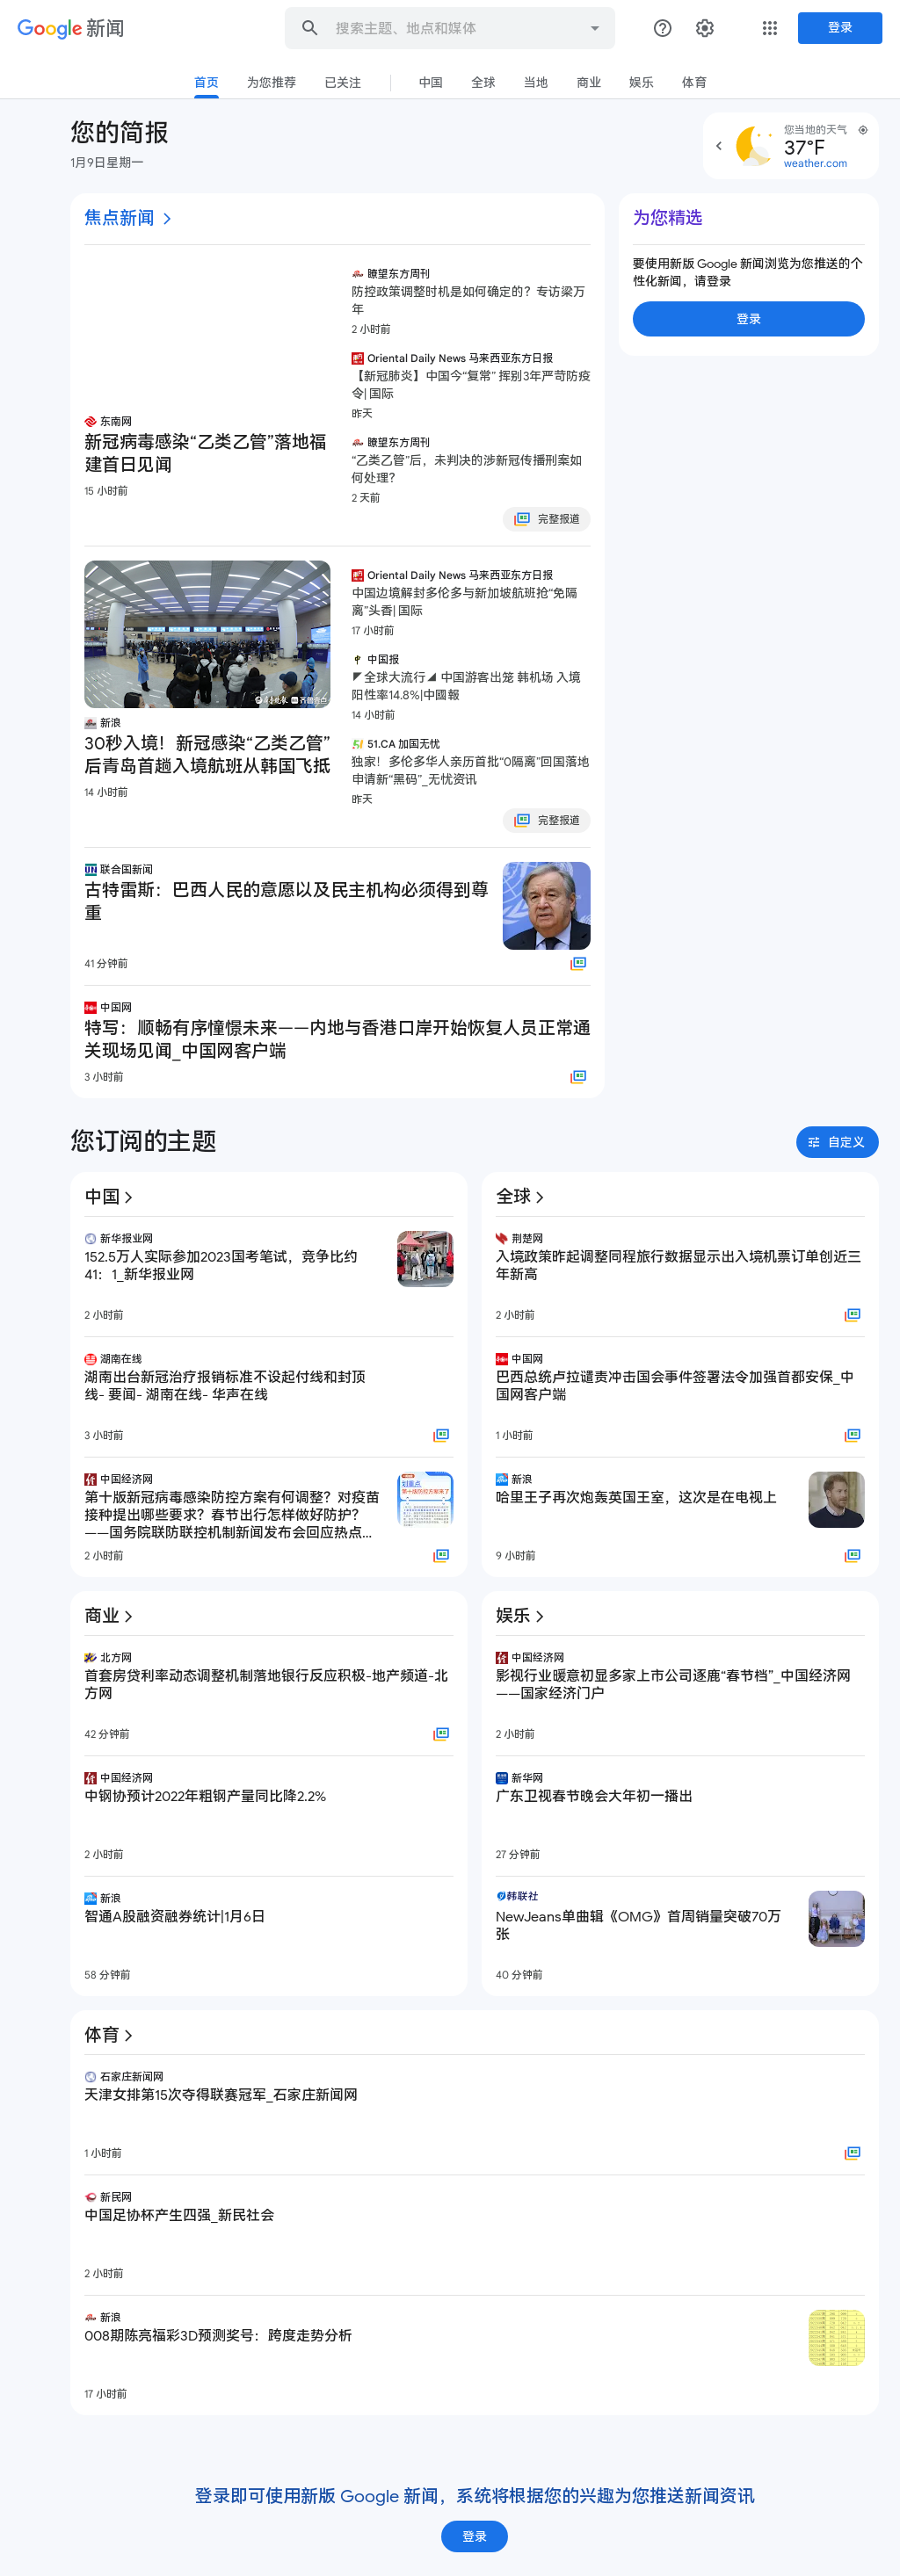 Google 新闻
搜索主题、地点和媒体
登录
首页
为您推荐
已关注
中国
全球
当地
商业
娱乐
体育
您的简报
1月9日星期一
您当地的天气
37°F
weather.com
焦点新闻
东南网
新冠病毒感染“乙类乙管”落地福
建首日见闻
15 小时前
瞭望东方周刊
防控政策调整时机是如何确定的？专访梁万
年
2 小时前
Oriental Daily News 马来西亚东方日报
【新冠肺炎】中国今“复常” 挥别3年严苛防疫
令| 国际
昨天
瞭望东方周刊
“乙类乙管”后，未判决的涉新冠传播刑案如
何处理？
2 天前
完整报道
新浪
30秒入境！新冠感染“乙类乙管”
后青岛首趟入境航班从韩国飞抵
14 小时前
Oriental Daily News 马来西亚东方日报
中国边境解封多伦多与新加坡航班抢“免隔
离”头香| 国际
17 小时前
中国报
◤全球大流行◢ 中国游客出笼 韩机场 入境
阳性率14.8%|中國報
14 小时前
51.CA 加国无忧
独家！多伦多华人亲历首批“0隔离”回国落地
申请新“黑码”_无忧资讯
昨天
完整报道
联合国新闻
古特雷斯：巴西人民的意愿以及民主机构必须得到尊
重
41 分钟前
中国网
特写：顺畅有序憧憬未来——内地与香港口岸开始恢复人员正常通
关现场见闻_中国网客户端
3 小时前
为您精选
要使用新版 Google 新闻浏览为您推送的个
性化新闻，请登录
登录
您订阅的主题
自定义
中国
新华报业网
152.5万人实际参加2023国考笔试，竞争比约
41：1_新华报业网
2 小时前
湖南在线
湖南出台新冠治疗报销标准不设起付线和封顶
线- 要闻- 湖南在线- 华声在线
3 小时前
中国经济网
第十版新冠病毒感染防控方案有何调整？对疫苗
接种提出哪些要求？春节出行怎样做好防护？
——国务院联防联控机制新闻发布会回应热点...
2 小时前
全球
荆楚网
入境政策昨起调整同程旅行数据显示出入境机票订单创近三
年新高
2 小时前
中国网
巴西总统卢拉谴责冲击国会事件签署法令加强首都安保_中
国网客户端
1 小时前
新浪
哈里王子再次炮轰英国王室，这次是在电视上
9 小时前
商业
北方网
首套房贷利率动态调整机制落地银行反应积极-地产频道-北
方网
42 分钟前
中国经济网
中钢协预计2022年粗钢产量同比降2.2%
2 小时前
新浪
智通A股融资融券统计|1月6日
58 分钟前
娱乐
中国经济网
影视行业暖意初显多家上市公司逐鹿“春节档”_中国经济网
——国家经济门户
2 小时前
新华网
广东卫视春节晚会大年初一播出
27 分钟前
韩联社
NewJeans单曲辑《OMG》首周销量突破70万
张
40 分钟前
体育
石家庄新闻网
天津女排第15次夺得联赛冠军_石家庄新闻网
1 小时前
新民网
中国足协杯产生四强_新民社会
2 小时前
新浪
008期陈亮福彩3D预测奖号：跨度走势分析
17 小时前
登录即可使用新版 Google 新闻，系统将根据您的兴趣为您推送新闻资讯
登录